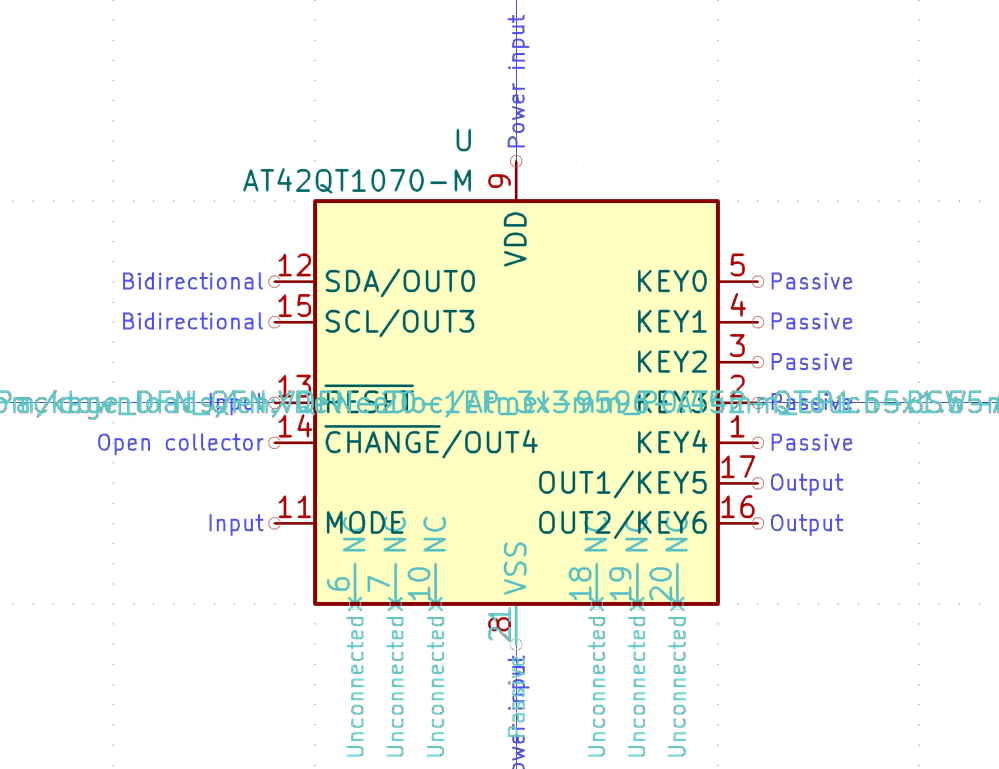 Power input
U
AT42QT1070-M
9
VDD
Bidirectional 12 SDA/OUT0 KEY0 5 Passive
Bidirectional 15 SCL/OUT3 KEY1 4 Passive
KEY2 3 Passive
Input 13 RESET KEY3 2 Passive
Open collector 14 CHANGE/OUT4 KEY4 1 Passive
OUT1/KEY5 17 Output
Input 11 MODE OUT2/KEY6 16 Output
NC NC NC VSS NC NC NC
6 7 10 18 19 20
8 21
Unconnected Unconnected Unconnected Passive Unconnected Unconnected Unconnected
Power input